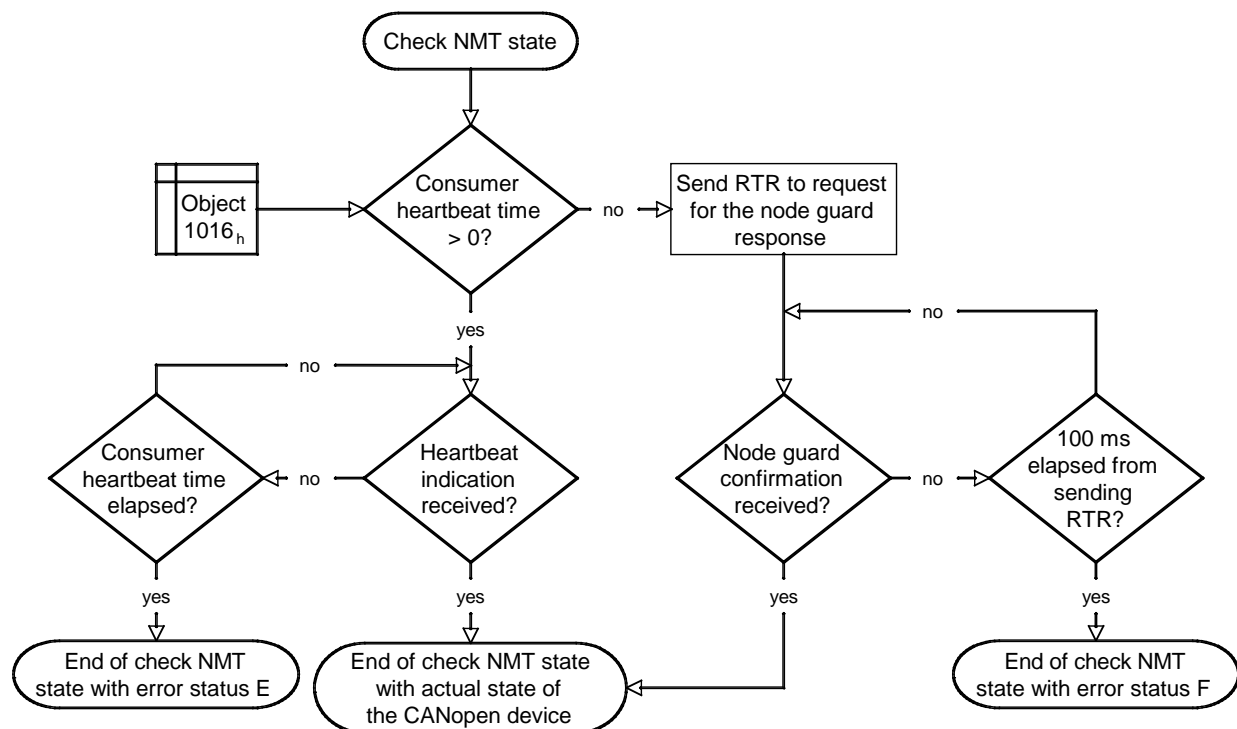 Check NMT state
Object
1016h
Consumer
heartbeat time
> 0?
no
Send RTR to request
for the node guard
response
yes
no
no
Consumer
heartbeat time
elapsed?
no
Heartbeat
indication
received?
Node guard
confirmation
received?
no
100 ms
elapsed from
sending
RTR?
yes
yes
yes
yes
End of check NMT
state with error status E
End of check NMT state
with actual state of
the CANopen device
End of check NMT
state with error status F